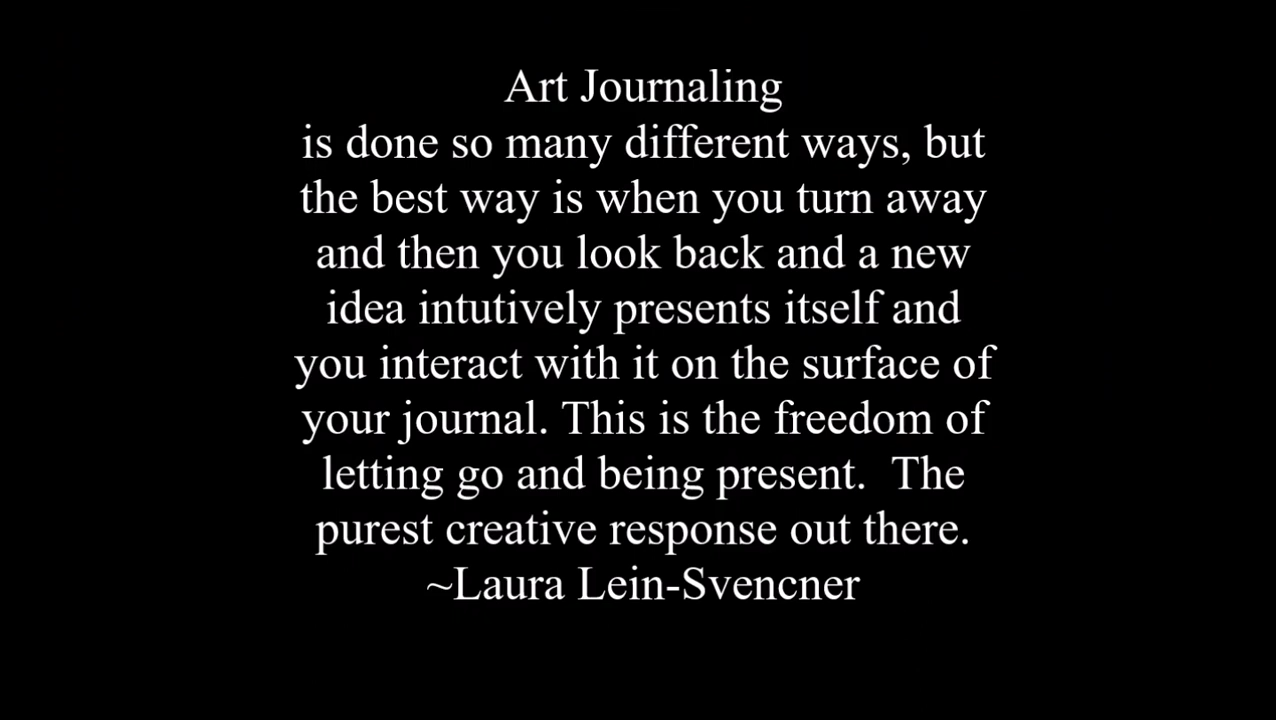 Art Journaling
is done so many different ways, but
the best way is when you turn away
and then you look back and a new
idea intutively presents itself and
you interact with it on the surface of
your journal. This is the freedom of
letting go and being present.  The
purest creative response out there.
~Laura Lein-Svencner